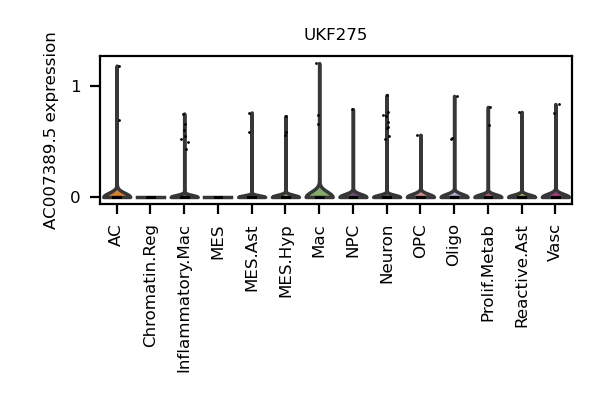 UKF275
AC007389.5 expression
1
0
AC
Chromatin.Reg
Inflammatory.Mac
MES
MES.Ast
MES.Hyp
Mac
NPC
Neuron
OPC
Oligo
Prolif.Metab
Reactive.Ast
Vasc